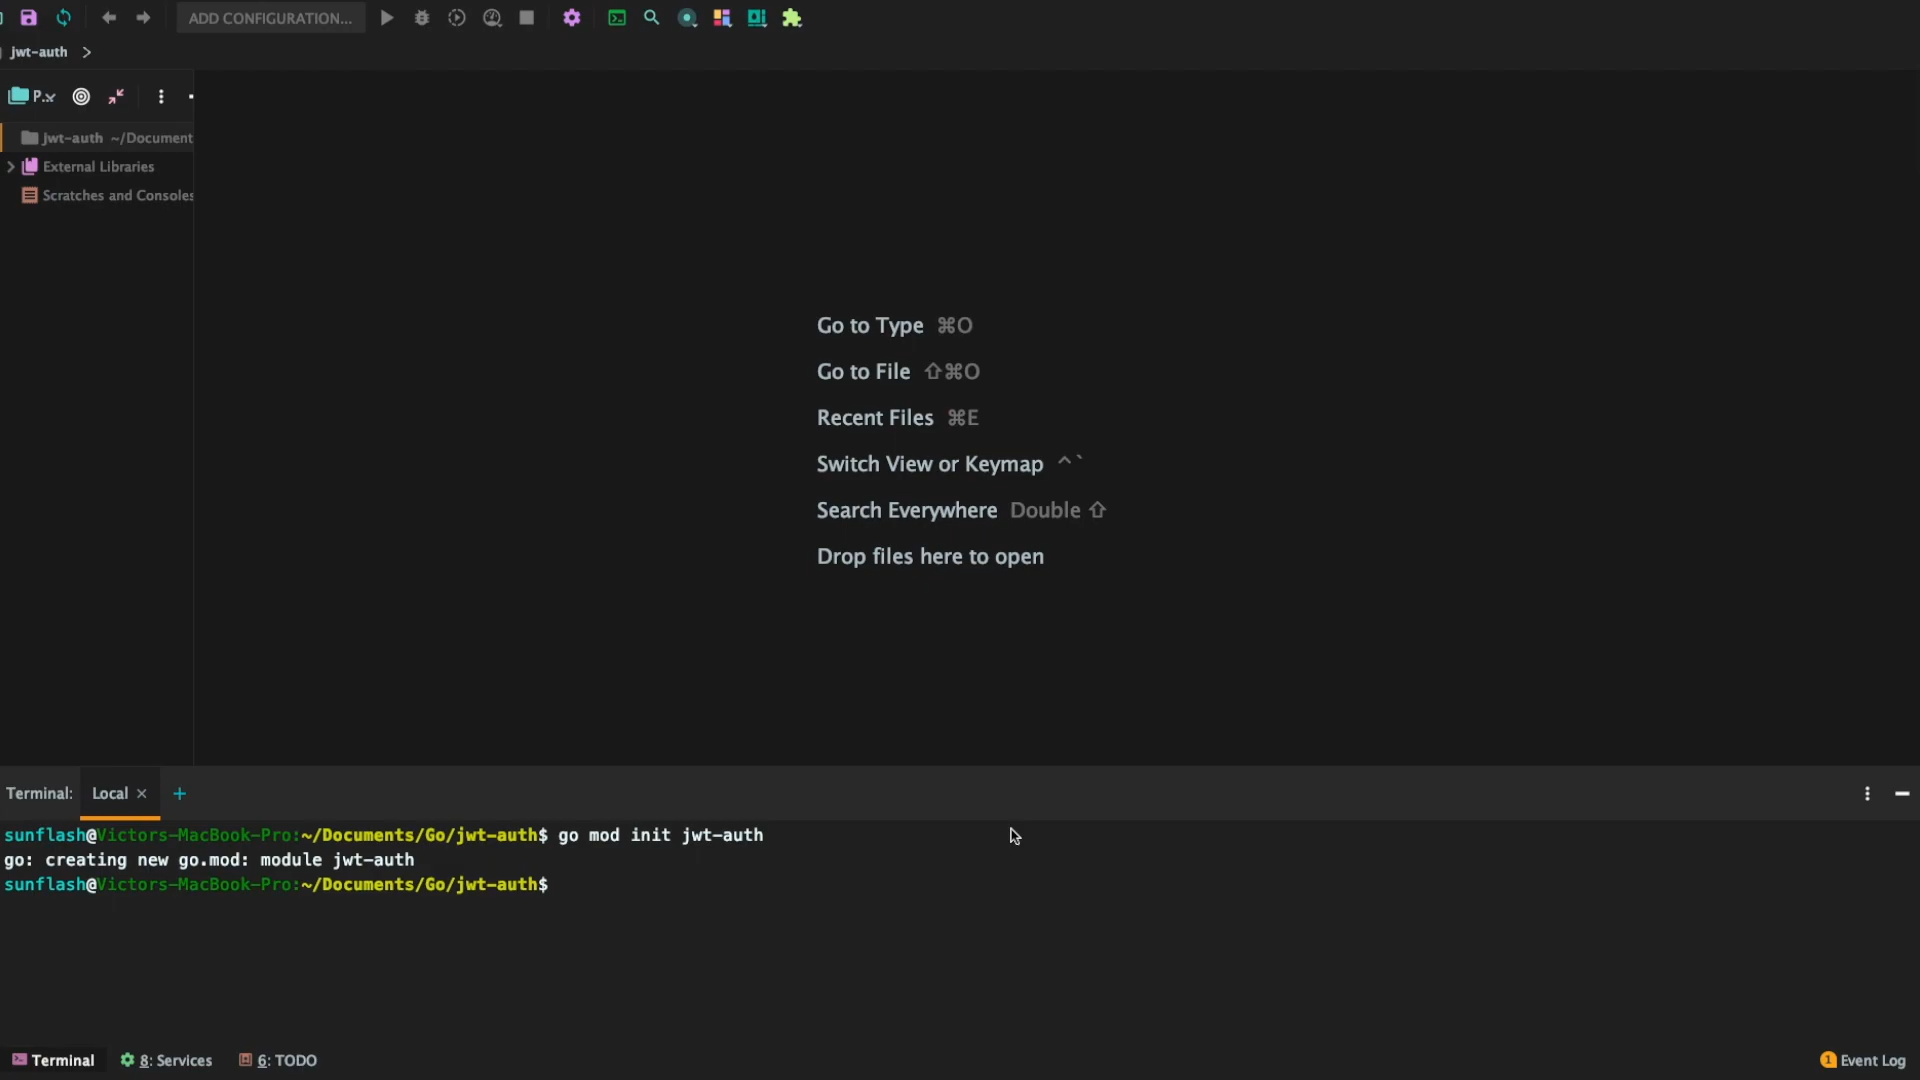 ADD CONFIGURATION...
jwt-auth
P..
jwt-auth ~/Document
External Libraries
Scratches and Consoles
Go to Type ⌘O
Go to File ⇧⌘O
Recent Files ⌘E
Switch View or Keymap ^`
Search Everywhere Double ⇧
Drop files here to open
Terminal: Local × +
sunflash@Victors-MacBook-Pro:~/Documents/Go/jwt-auth$ go mod init jwt-auth
go: creating new go.mod: module jwt-auth
sunflash@Victors-MacBook-Pro:~/Documents/Go/jwt-auth$
Terminal 8: Services 6: TODO 1 Event Log